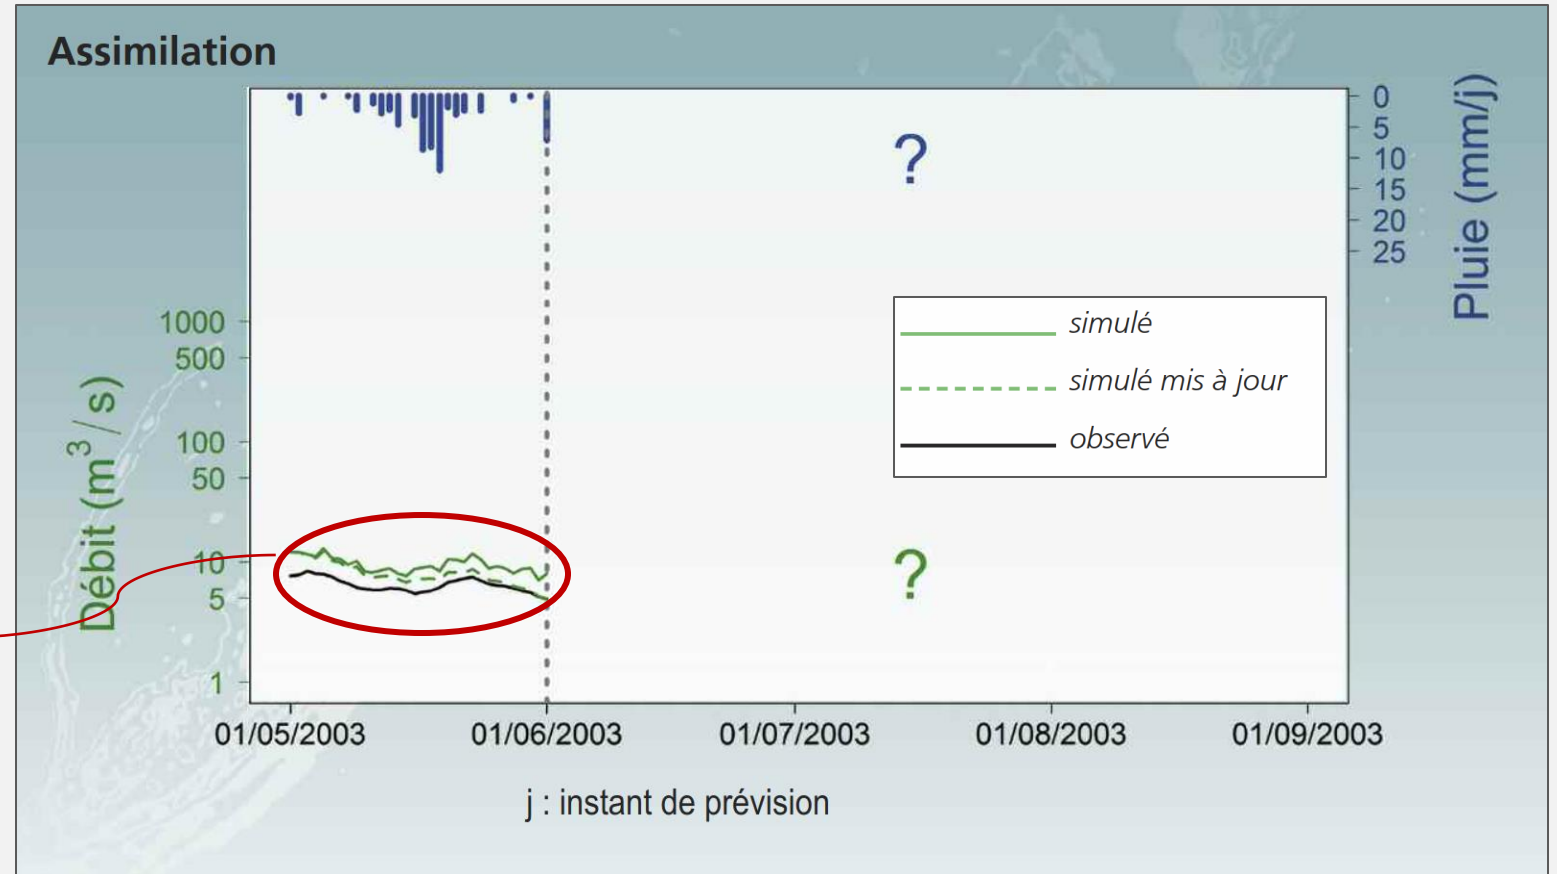 Assimilation
0
5
10
15
20
25
Pluie (mm/j)
?
1000
500
100
50
10
5
1
Débit (m³/s)
simulé
simulé mis à jour
observé
?
01/05/2003 01/06/2003 01/07/2003 01/08/2003 01/09/2003
j : instant de prévision